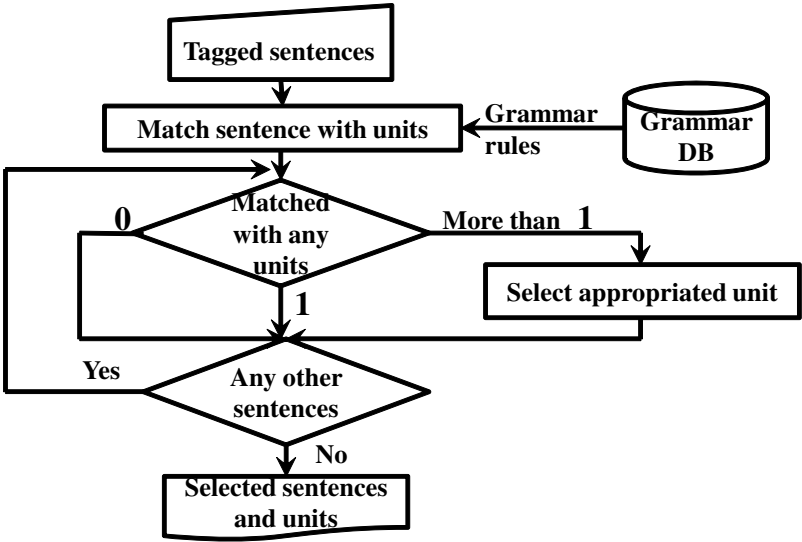 Tagged sentences
Match sentence with units
Grammar
rules
Grammar
DB
0
Matched
with any
units
More than 1
Select appropriated unit
1
Yes
Any other
sentences
No
Selected sentences
and units